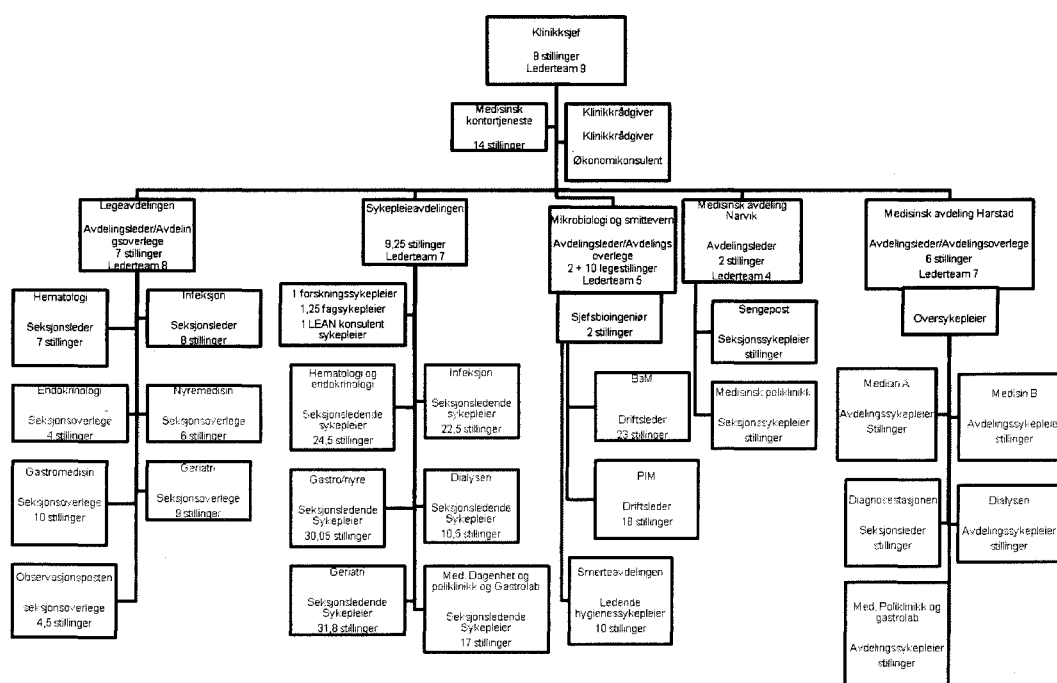 Klinikksjef
8 stillinger
Lederteam 9
Medisinsk
kontortjeneste
14 stillinger
Klinikkrådgiver
Klinikkrådgiver
Økonomikonsulent
Legeavdelingen
Avdelingsleder/Avdelin
gsoverlege
7 stillinger
Lederteam 8
Sykepleieavdelingen
9,25 stillinger
Lederteam 7
Mikrobiologi og smittevern
Avdelingsleder/Avdelings
overlege
2 + 10 legestillinger
Lederteam 5
Medisinsk avdeling
Narvik
Avdelingsleder
2 stillinger
Lederteam 4
Medisinsk avdeling Harstad
Avdelingsleder/Avdelingsoverlege
6 stillinger
Lederteam 7
Hematologi
Seksjonsleder
7 stillinger
Infeksjon
Seksjonsleder
8 stillinger
Endokrinologi
Seksjonsoverlege
4 stillinger
Nyremedisin
Seksjonsoverlege
6 stillinger
Gastromedisin
Seksjonsoverlege
10 stillinger
Geriatri
Seksjonsoverlege
9 stillinger
Observasjonsposten
seksjonsoverlege
4,5 stillinger
1 forskningssykepleier
1,25 fagsykepleier
1 LEAN konsulent
sykepleier
Hematologi og
endokrinologi
Seksjonsledende
sykepleier
24,5 stillinger
Infeksjon
Seksjonsledende
sykepleier
22,5 stillinger
Gastro/nyre
Seksjonsledende
Sykepleier
30,05 stillinger
Dialysen
Seksjonsledende
Sykepleier
10,5 stillinger
Geriatri
Seksjonsledende
Sykepleier
31,8 stillinger
Med. Dagenhet og
poliklinikk og Gastrolab
Seksjonsledende
Sykepleier
17 stillinger
Sjefsbioingeniør
2 stillinger
BaM
Driftsleder
23 stillinger
PIM
Driftsleder
18 stillinger
Smerteavdelingen
Ledende
hygienessykepleier
10 stillinger
Sengepost
Seksjonssykepleier
stillinger
Medisinsk poliklinikk
Seksjonssykepleier
stillinger
Oversykepleier
Avdelingssykepleier
Stillinger
Medisin B
Avdelingssykepleier
stillinger
Diagnosestasjonen
Seksjonsleder
stillinger
Dialysen
Avdelingssykepleier
stillinger
Med. Poliklinikk og
gastrolab
Avdelingssykepleier
stillinger